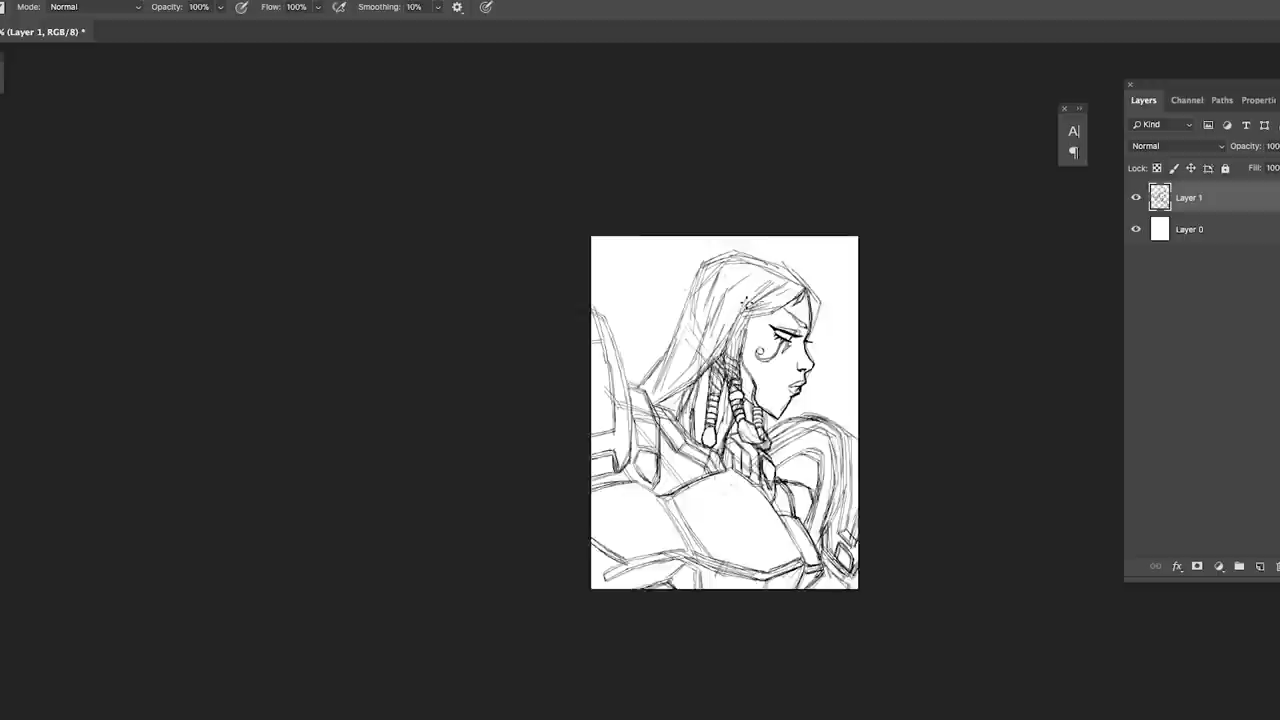 Mode: Normal Opacity: 100% Flow: 100% Smoothing: 10%
% (Layer 1, RGB/8) *
Layers Channel Paths Properti
Kind T
A|
¶
Normal Opacity: 100
Lock: Fill: 100
Layer 1
Layer 0
fx